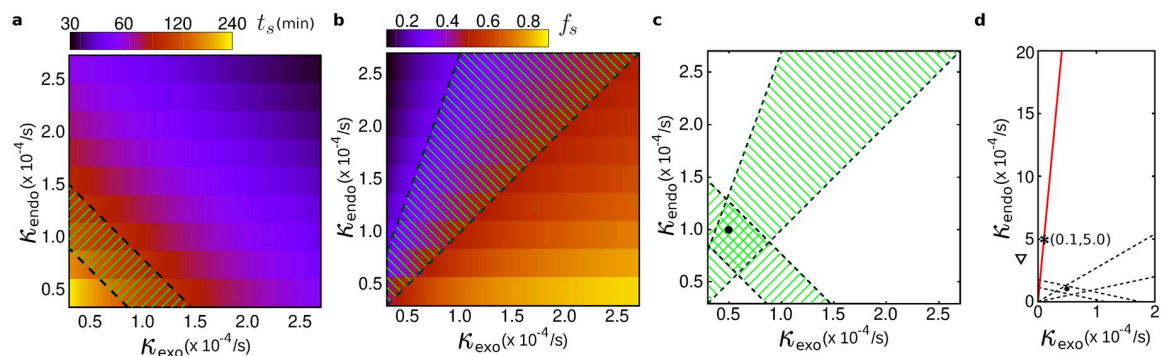 a
30 60 120 240
t_s(min)
κ_endo(x 10⁻⁴/s)
2.5
2.0
1.5
1.0
0.5
0.5 1.0 1.5 2.0 2.5
κ_exo(x 10⁻⁴/s)
b
0.2 0.4 0.6 0.8
f_s
κ_endo(x 10⁻⁴/s)
2.5
2.0
1.5
1.0
0.5
0.5 1.0 1.5 2.0 2.5
κ_exo(x 10⁻⁴/s)
c
κ_endo(x 10⁻⁴/s)
2.5
2.0
1.5
1.0
0.5
0.5 1.0 1.5 2.0 2.5
κ_exo(x 10⁻⁴/s)
d
κ_endo(x 10⁻⁴/s)
20
15
10
5
0
*(0.1,5.0)
0 1 2
κ_exo(x 10⁻⁴/s)